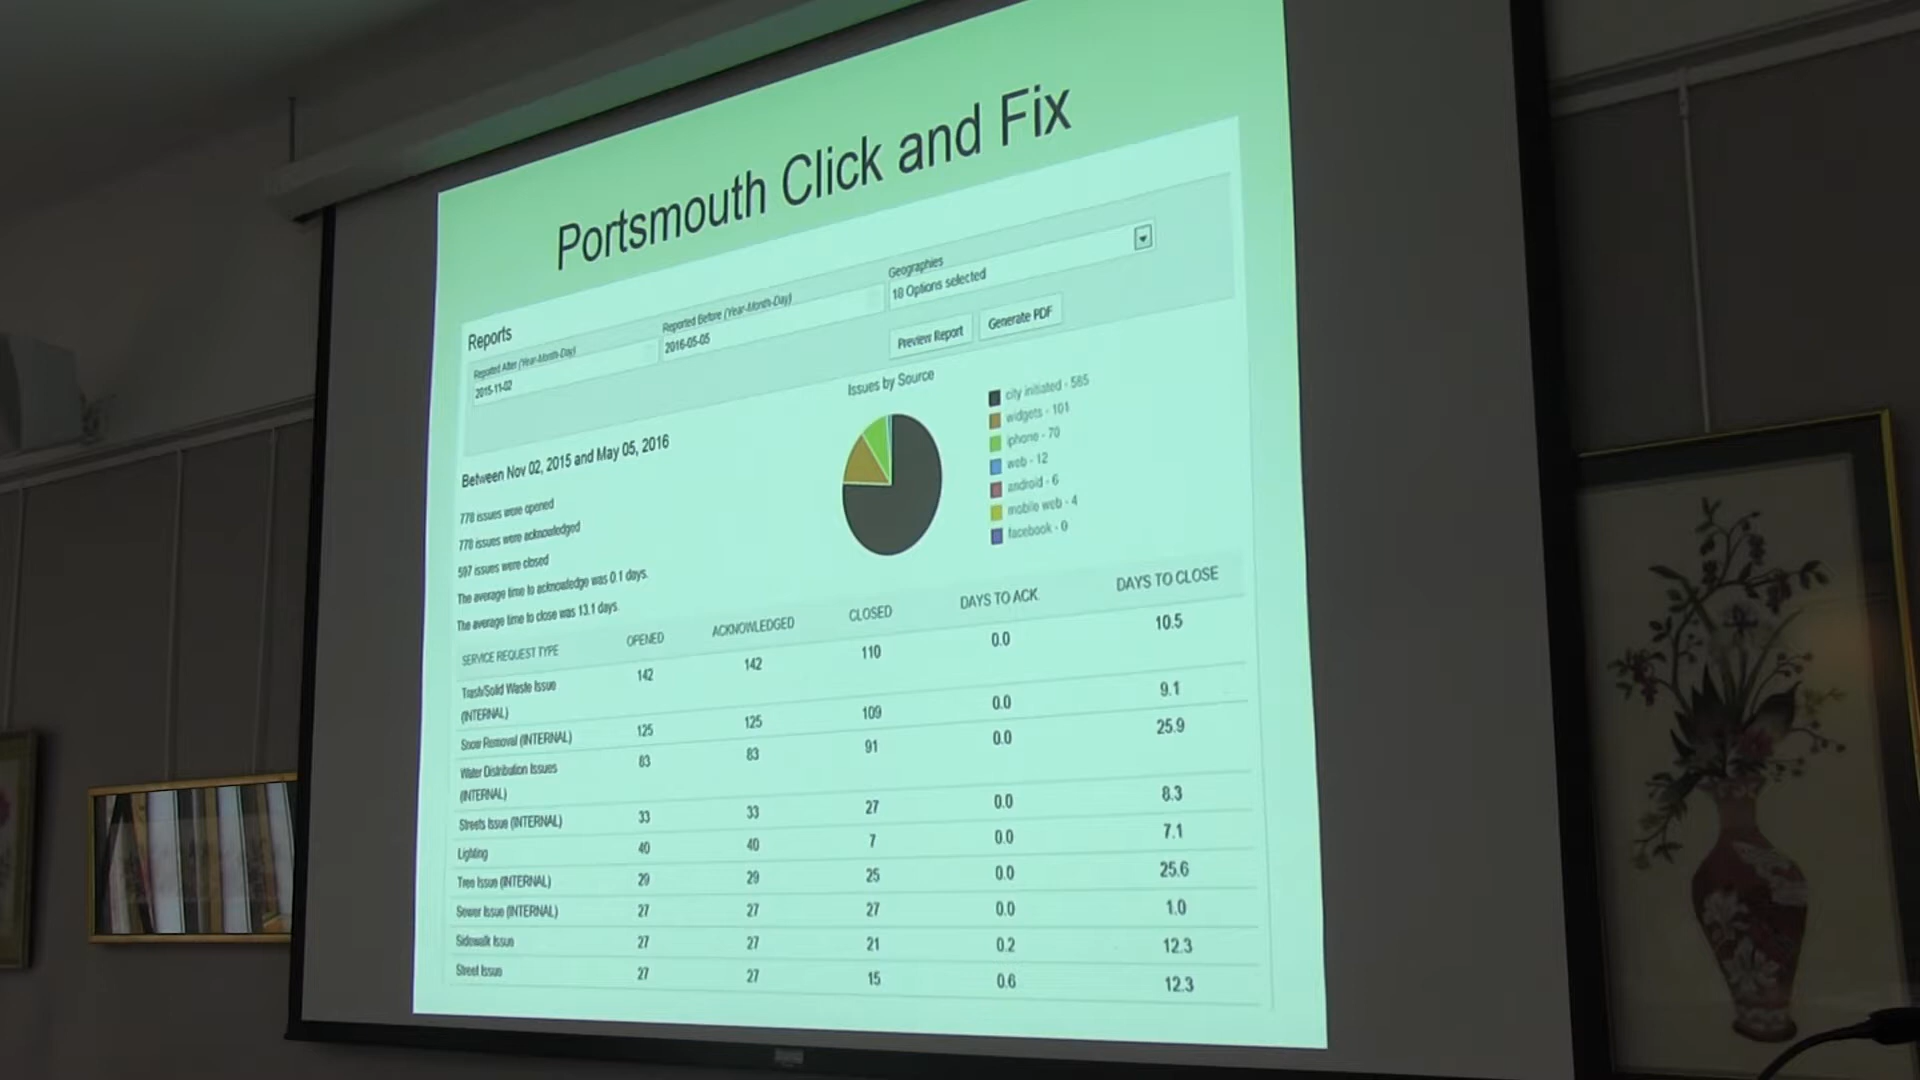 Portsmouth Click and Fix
Reports
Reported After (Year-Month-Day)
2015-11-02
Reported Before (Year-Month-Day)
2016-05-05
Geographies
18 Options selected
Preview Report
Generate PDF
Between Nov 02, 2015 and May 05, 2016
778 issues were opened
778 issues were acknowledged
597 issues were closed
The average time to acknowledge was 0.1 days.
The average time to close was 13.1 days.
Issues by Source
city initiated - 585
widgets - 101
iphone - 70
web - 12
android - 6
mobile web - 4
facebook - 0
SERVICE REQUEST TYPE OPENED ACKNOWLEDGED CLOSED DAYS TO ACK. DAYS TO CLOSE
Trash/Solid Waste Issue 142 142 110 0.0 10.5
(INTERNAL)
Snow Removal (INTERNAL) 125 125 109 0.0 9.1
Water Distribution Issues 83 83 91 0.0 25.9
(INTERNAL)
Streets Issue (INTERNAL) 33 33 27 0.0 8.3
Lighting 40 40 7 0.0 7.1
Tree Issue (INTERNAL) 29 29 25 0.0 25.6
Sewer Issue (INTERNAL) 27 27 27 0.0 1.0
Sidewalk Issue 27 27 21 0.2 12.3
Street Issue 27 27 15 0.6 12.3